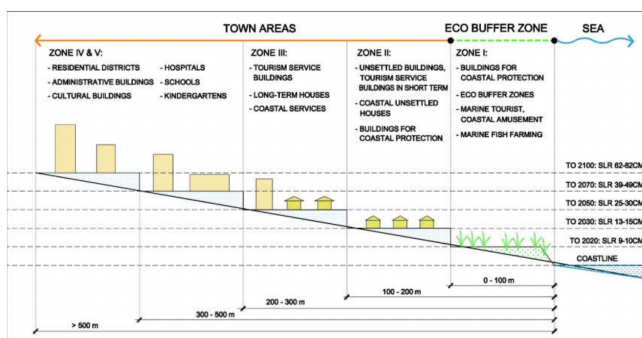 TOWN AREAS
ECO BUFFER ZONE
SEA
ZONE IV & V:
- RESIDENTIAL DISTRICTS
- ADMINISTRATIVE BUILDINGS
- CULTURAL BUILDINGS
- HOSPITALS
- SCHOOLS
- KINDERGARTENS
ZONE III:
- TOURISM SERVICE
BUILDINGS
- LONG-TERM HOUSES
- COASTAL SERVICES
ZONE II:
- UNSETTLED BUILDINGS,
TOURISM SERVICE
BUILDINGS IN SHORT TERM
- COASTAL UNSETTLED
HOUSES
- BUILDINGS FOR
COASTAL PROTECTION
ZONE I:
- BUILDINGS FOR
COASTAL PROTECTION
- ECO BUFFER ZONES
- MARINE TOURIST,
COASTAL AMUSEMENT
- MARINE FISH FARMING
TO 2100: SLR 62-82CM
TO 2070: SLR 39-49CM
TO 2050: SLR 25-30CM
TO 2030: SLR 13-15CM
TO 2020: SLR 9-10CM
COASTLINE
0 - 100 m
100 - 200 m
200 - 300 m
300 - 500 m
> 500 m